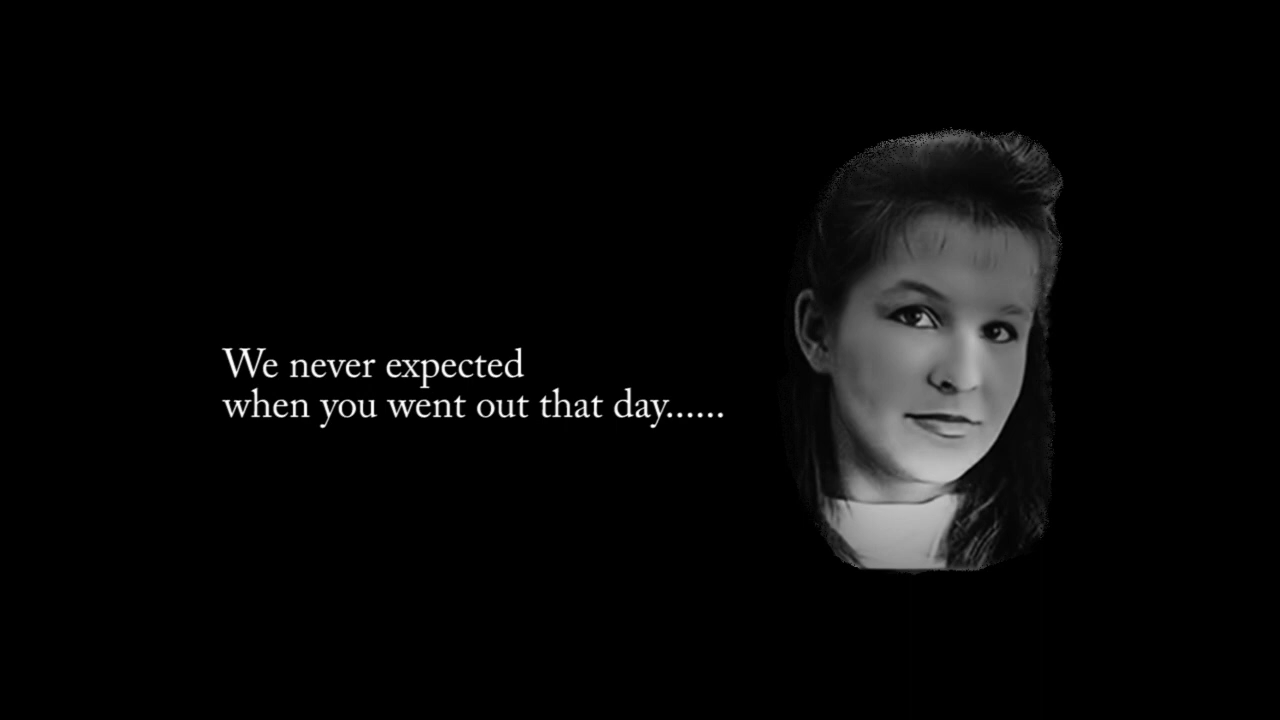 We never expected
when you went out that day......